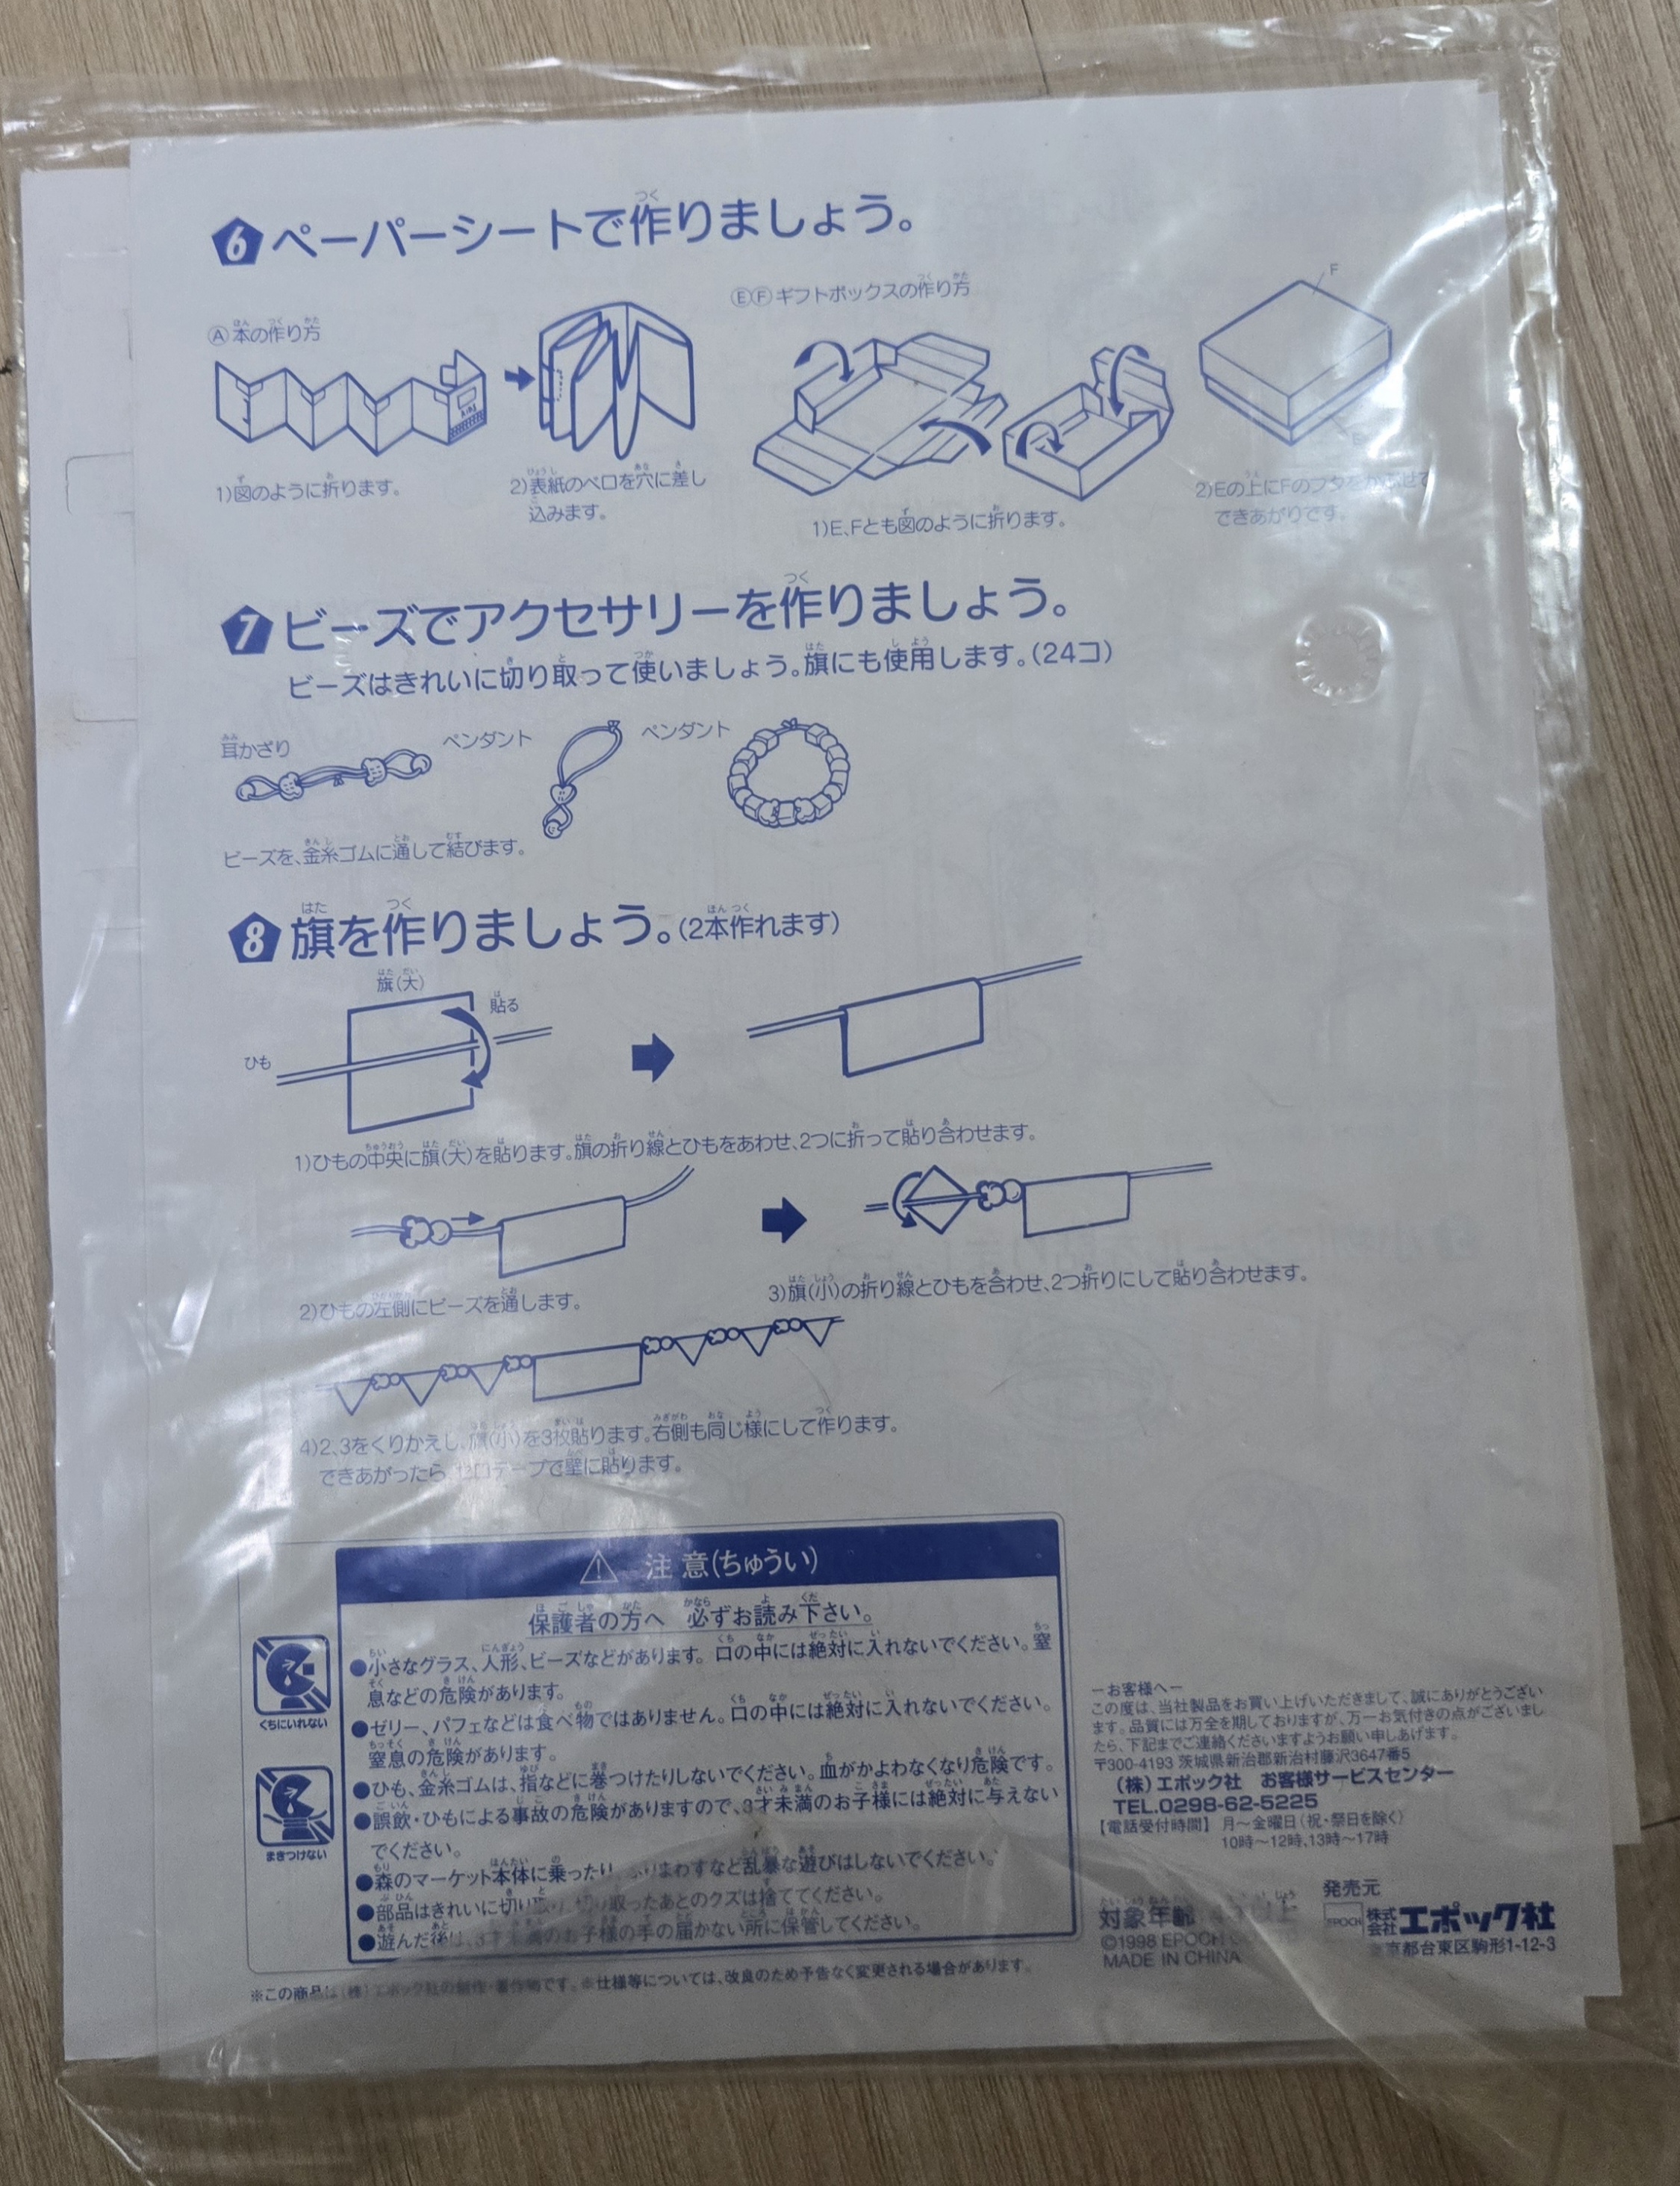 6 ペーパーシートで作りましょう。
Ⓐ 本の作り方
1)図のように折ります。
2)表紙のベロを穴に差し
込みます。
ⒺⒻギフトボックスの作り方
1)E、Fとも図のように折ります。
F
E
2)Eの上にFのフタをかぶせて
できあがりです。
7 ビーズでアクセサリーを作りましょう。
ビーズはきれいに切り取って使いましょう。旗にも使用します。(24コ)
耳かざり
ペンダント
ペンダント
ビーズを、金糸ゴムに通して結びます。
8 旗を作りましょう。(2本作れます)
旗(大)
貼る
ひも
1)ひもの中央に旗(大)を貼ります。旗の折り線とひもをあわせ、2つに折って貼り合わせます。
2)ひもの左側にビーズを通します。
3)旗(小)の折り線とひもを合わせ、2つ折りにして貼り合わせます。
4)2、3をくりかえし、旗(小)を3枚貼ります。右側も同じ様にして作ります。
できあがったら、セロテープで壁に貼ります。
注意(ちゅうい)
保護者の方へ 必ずお読み下さい。
●小さなグラス、人形、ビーズなどがあります。口の中には絶対に入れないでください。窒
息などの危険があります。
●ゼリー、パフェなどは食べ物ではありません。口の中には絶対に入れないでください。
窒息の危険があります。
●ひも、金糸ゴムは、指などに巻つけたりしないでください。血がかよわなくなり危険です。
●誤飲・ひもによる事故の危険がありますので、3才未満のお子様には絶対に与えない
でください。
●森のマーケット本体に乗ったり、ふりまわすなど乱暴な遊びはしないでください。
●部品はきれいに切り取り、切り取ったあとのクズは捨ててください。
●遊んだ後は、3才未満のお子様の手の届かない所に保管してください。
くちにいれない
まきつけない
※この商品は(株)エポック社の創作・著作物です。※仕様等については、改良のため予告なく変更される場合があります。
ーお客様へー
この度は、当社製品をお買い上げいただきまして、誠にありがとうござい
ます。品質には万全を期しておりますが、万一お気付きの点がございまし
たら、下記までご連絡くださいますようお願い申しあげます。
〒300-4193 茨城県新治郡新治村藤沢3647番5
(株)エポック社 お客様サービスセンター
TEL.0298-62-5225
【電話受付時間】 月〜金曜日(祝・祭日を除く)
10時〜12時、13時〜17時
対象年齢 以上
©1998 EPOCH
MADE IN CHINA
発売元
EPOCH 株式会社エポック社
京都台東区駒形1-12-3